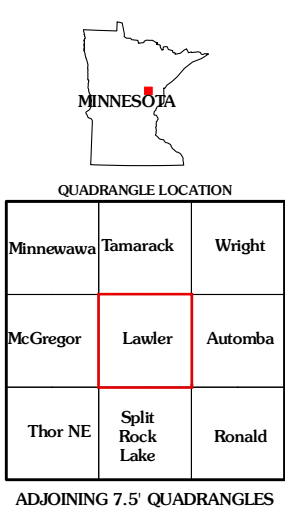 MINNESOTA
QUADRANGLE LOCATION
Minnewawa Tamarack Wright
McGregor Lawler Automba
Thor NE Split Rock Lake Ronald
ADJOINING 7.5' QUADRANGLES